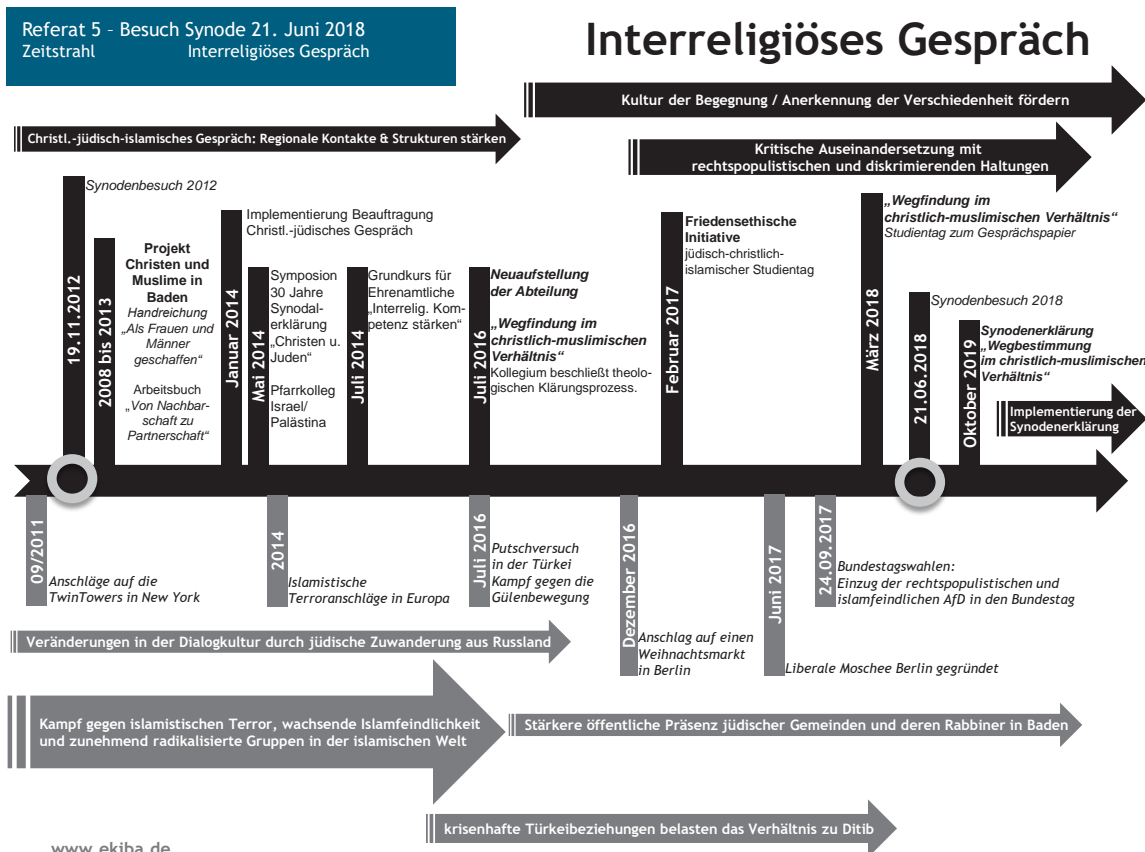 Referat 5 – Besuch Synode 21. Juni 2018
Zeitstrahl Interreligiöses Gespräch
Interreligiöses Gespräch
Kultur der Begegnung / Anerkennung der Verschiedenheit fördern
Christl.-jüdisch-islamisches Gespräch: Regionale Kontakte & Strukturen stärken
Kritische Auseinandersetzung mit
rechtspopulistischen und diskrimierenden Haltungen
19.11.2012
Synodenbesuch 2012
2008 bis 2013
Projekt
Christen und
Muslime in
Baden
Handreichung
„Als Frauen und
Männer
geschaffen“
Arbeitsbuch
„Von Nachbar-
schaft zu
Partnerschaft“
Januar 2014
Implementierung Beauftragung
Christl.-jüdisches Gespräch
Mai 2014
Symposion
30 Jahre
Synodal-
erklärung
„Christen u.
Juden“
Pfarrkolleg
Israel/
Palästina
Juli 2014
Grundkurs für
Ehrenamtliche
„Interrelig. Kom-
petenz stärken“
Juli 2016
Neuaufstellung
der Abteilung
„Wegfindung im
christlich-muslimischen
Verhältnis“
Kollegium beschließt theolo-
gischen Klärungsprozess.
Februar 2017
Friedensethische
Initiative
jüdisch-christlich-
islamischer Studientag
März 2018
„Wegfindung im
christlich-muslimischen Verhältnis“
Studientag zum Gesprächspapier
21.06.2018
Synodenbesuch 2018
Oktober 2019
Synodenerklärung
„Wegbestimmung
im christlich-muslimischen
Verhältnis“
Implementierung der
Synodenerklärung
09/2011
Anschläge auf die
TwinTowers in New York
2014
Islamistische
Terroranschläge in Europa
Juli 2016
Putschversuch
in der Türkei
Kampf gegen die
Gülenbewegung
Dezember 2016
Anschlag auf einen
Weihnachtsmarkt
in Berlin
Juni 2017
Liberale Moschee Berlin gegründet
24.09.2017
Bundestagswahlen:
Einzug der rechtspopulistischen und
islamfeindlichen AfD in den Bundestag
Veränderungen in der Dialogkultur durch jüdische Zuwanderung aus Russland
Kampf gegen islamistischen Terror, wachsende Islamfeindlichkeit
und zunehmend radikalisierte Gruppen in der islamischen Welt
Stärkere öffentliche Präsenz jüdischer Gemeinden und deren Rabbiner in Baden
krisenhafte Türkeibeziehungen belasten das Verhältnis zu Ditib
www.ekiba.de